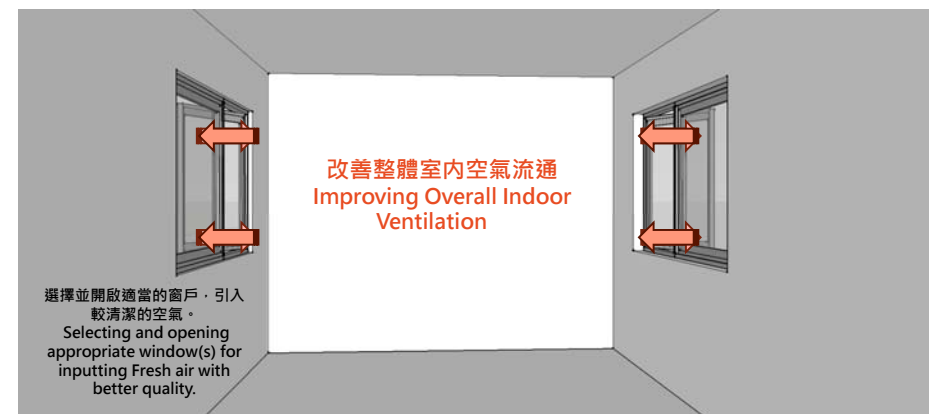 改善整體室内空氣流通
Improving Overall Indoor
Ventilation
選擇並開啟適當的窗戶，引入
較清潔的空氣。
Selecting and opening
appropriate window(s) for
inputting Fresh air with
better quality.